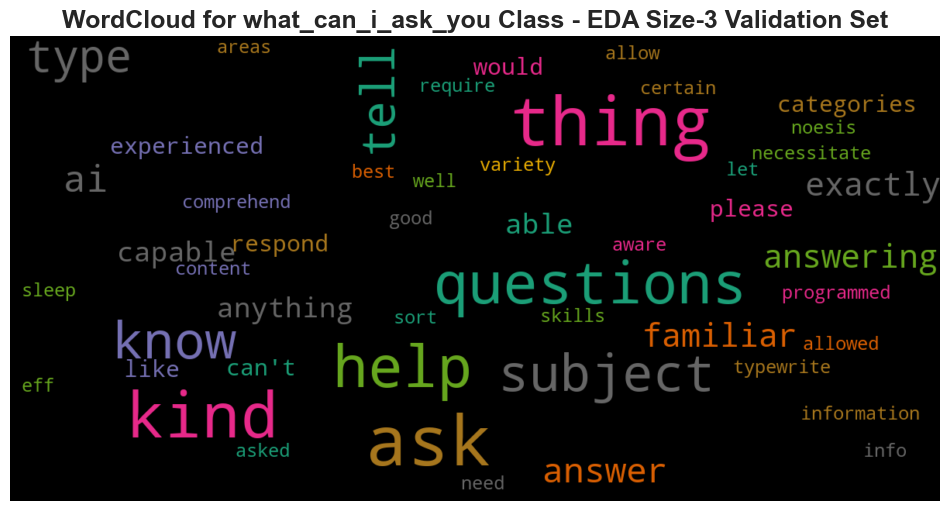 WordCloud for what_can_i_ask_you Class - EDA Size-3 Validation Set
areas
type
tell
would
allow
require
certain
categories
thing
noesis
experienced
necessitate
variety
best
let
ai
well
exactly
comprehend
please
good
able
respond
aware
capable
answering
content
questions
sleep
programmed
anything
sort
skills
know
familiar
allowed
help
like
can't
subject
typewrite
eff
kind
information
ask
asked
info
answer
need